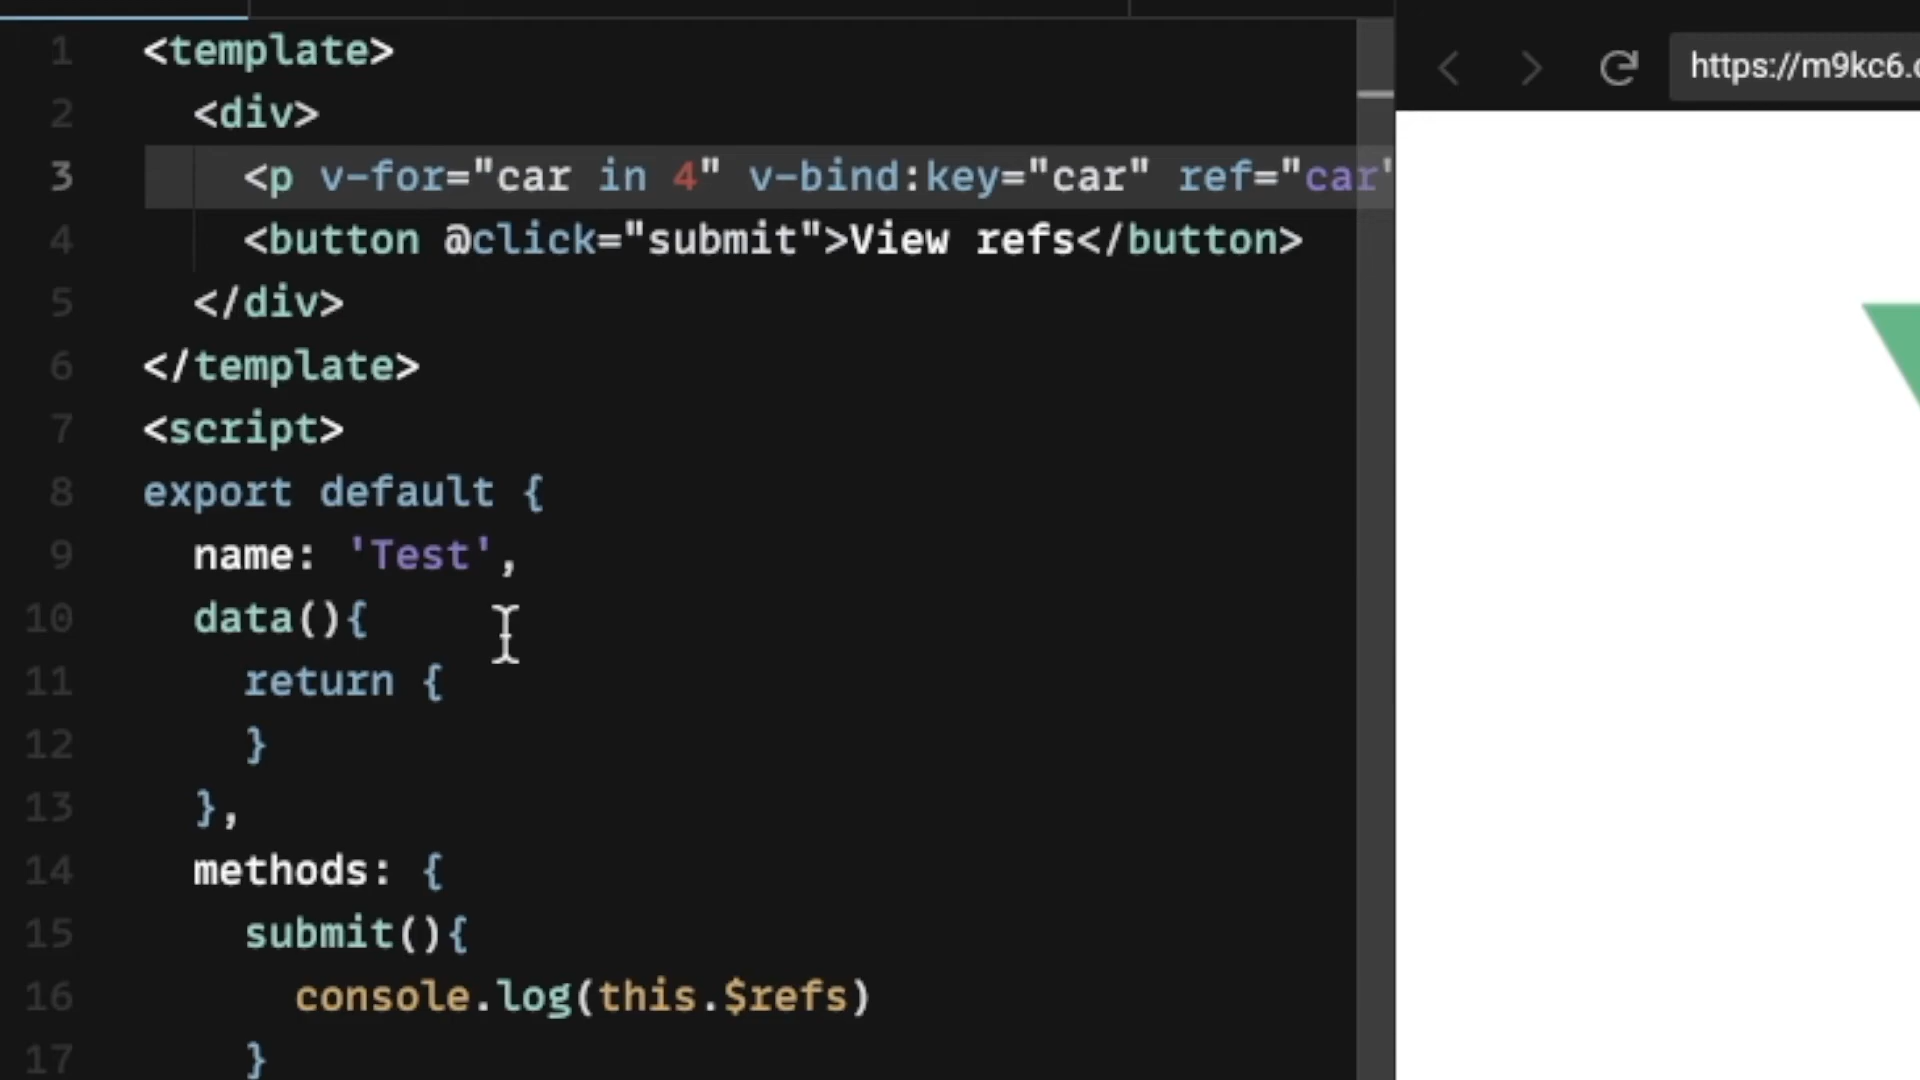 1 <template>
2 <div>
3 <p v-for="car in 4" v-bind:key="car" ref="car"
4 <button @click="submit">View refs</button>
5 </div>
6 </template>
7 <script>
8 export default {
9 name: 'Test',
10 data(){
11 return {
12 }
13 },
14 methods: {
15 submit(){
16 console.log(this.$refs)
17 }
https://m9kc6.